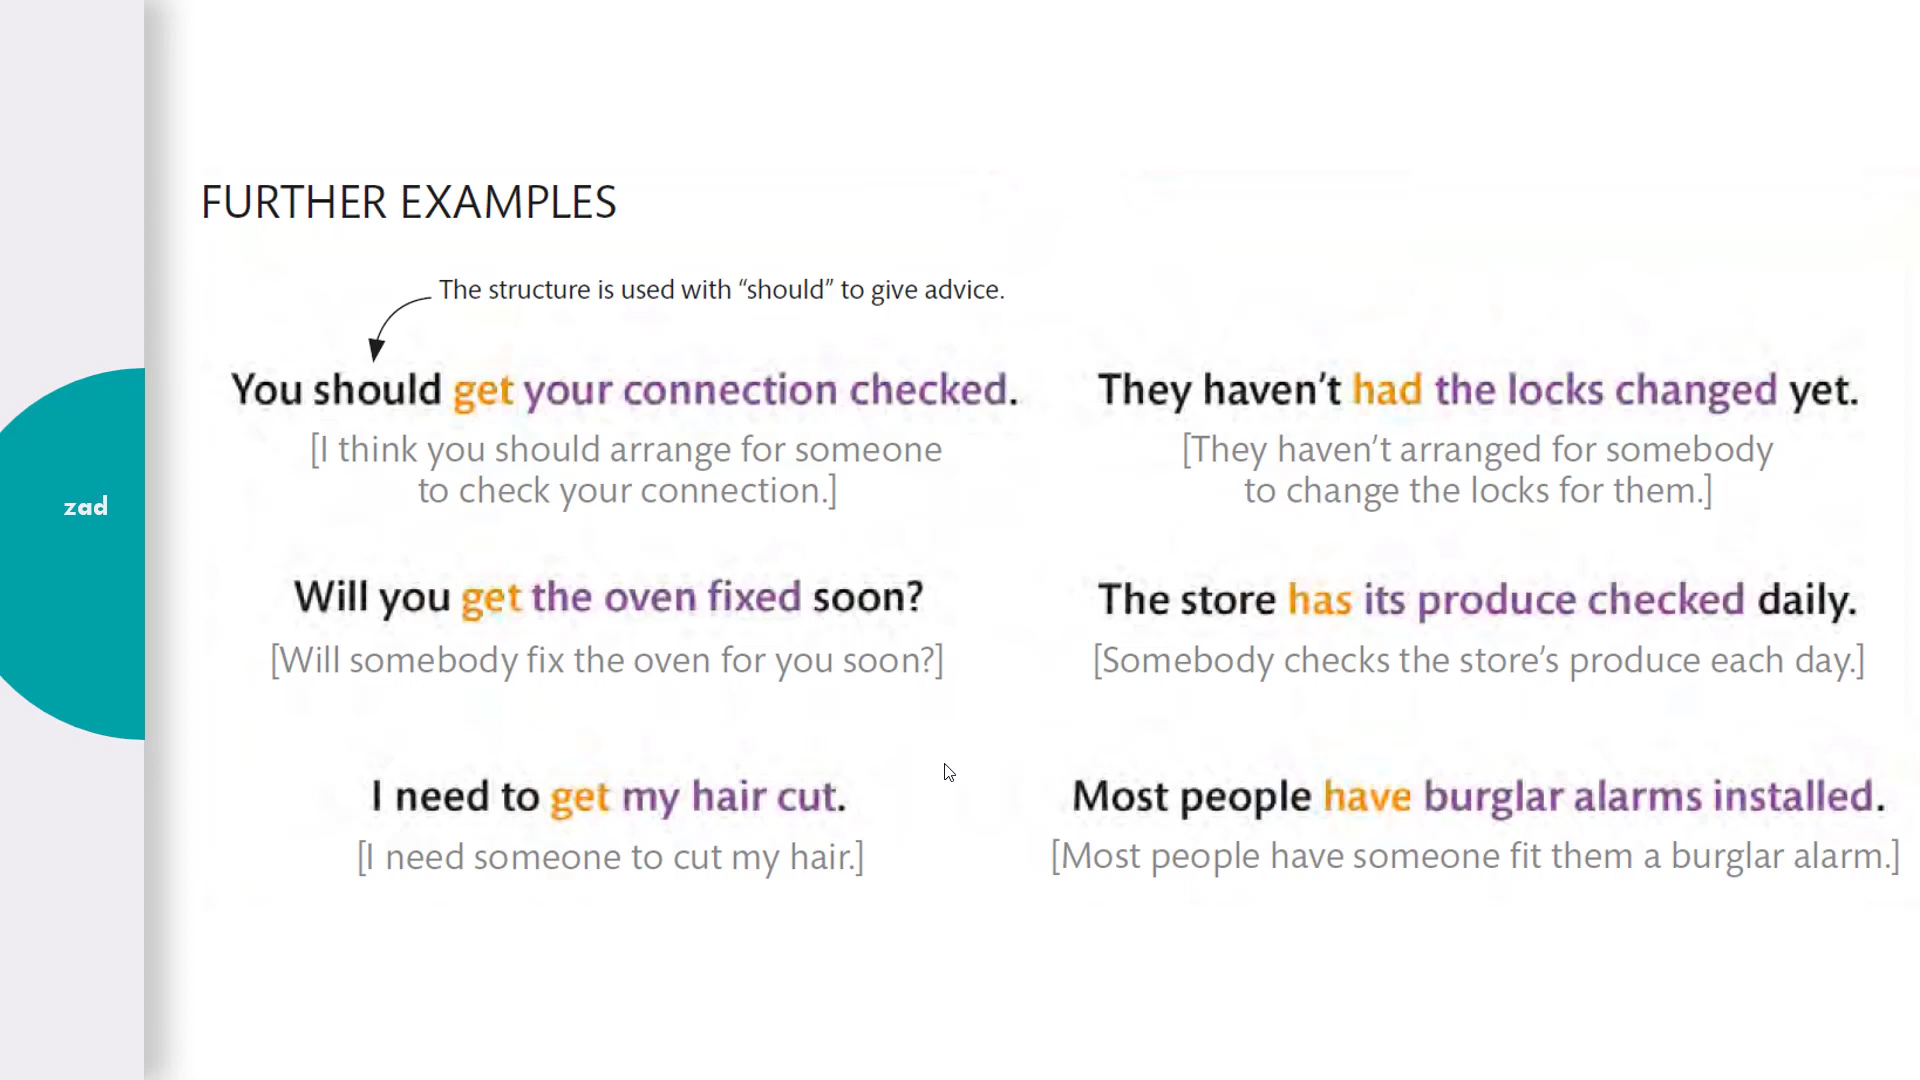 FURTHER EXAMPLES
The structure is used with “should” to give advice.
You should get your connection checked.
[I think you should arrange for someone
to check your connection.]
They haven’t had the locks changed yet.
[They haven’t arranged for somebody
to change the locks for them.]
zad
Will you get the oven fixed soon?
[Will somebody fix the oven for you soon?]
The store has its produce checked daily.
[Somebody checks the store’s produce each day.]
I need to get my hair cut.
[I need someone to cut my hair.]
Most people have burglar alarms installed.
[Most people have someone fit them a burglar alarm.]